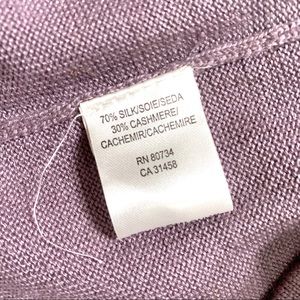 70% SILK/SOIE/SEDA
30% CASHMERE/
CACHEMIR/CACHEMIRE
RN 80734
CA 31458